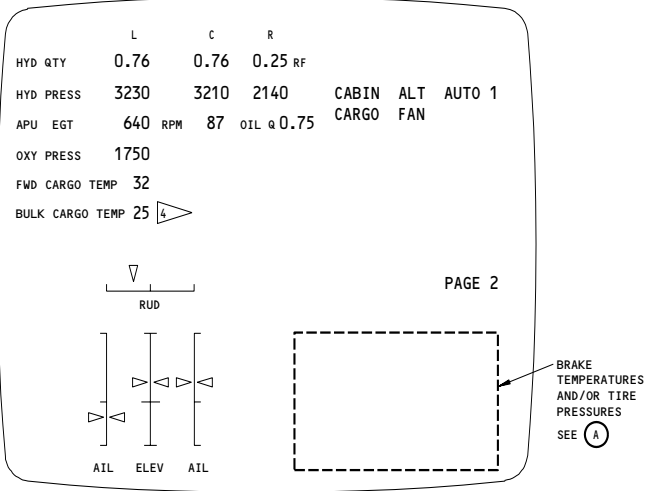 L C R
HYD QTY 0.76 0.76 0.25 RF
HYD PRESS 3230 3210 2140 CABIN ALT AUTO 1
APU EGT 640 RPM 87 OIL Q 0.75 CARGO FAN
OXY PRESS 1750
FWD CARGO TEMP 32
BULK CARGO TEMP 25 4
PAGE 2
RUD
BRAKE
TEMPERATURES
AND/OR TIRE
PRESSURES
SEE A
AIL ELEV AIL